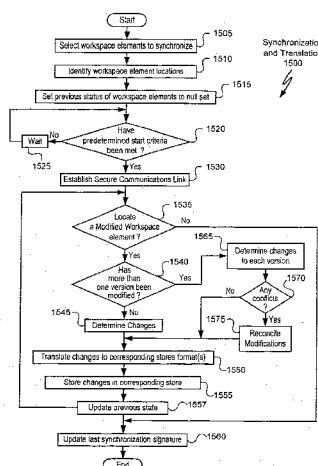 Start
1505
Select workspace elements to synchronize
Synchronization
and Translation
1500
1510
Identify workspace element locations
1515
Set previous status of workspace elements to null set
No
Wait
1525
Have
predetermined start criteria
been met ?
1520
Yes
1530
Establish Secure Communications Link
1535
Locate
a Modified Workspace
element ?
No
Yes
1565
Determine changes
to each version
1540
Has
more than
one version been
modified ?
Yes
1570
Any
conflicts
?
No
Yes
No
1545
Determine Changes
1575
Reconcile
Modifications
Translate changes to corresponding stores format(s)
1550
Store changes in corresponding store
1555
Update previous state
1557
Update last synchronization signature
1560
End